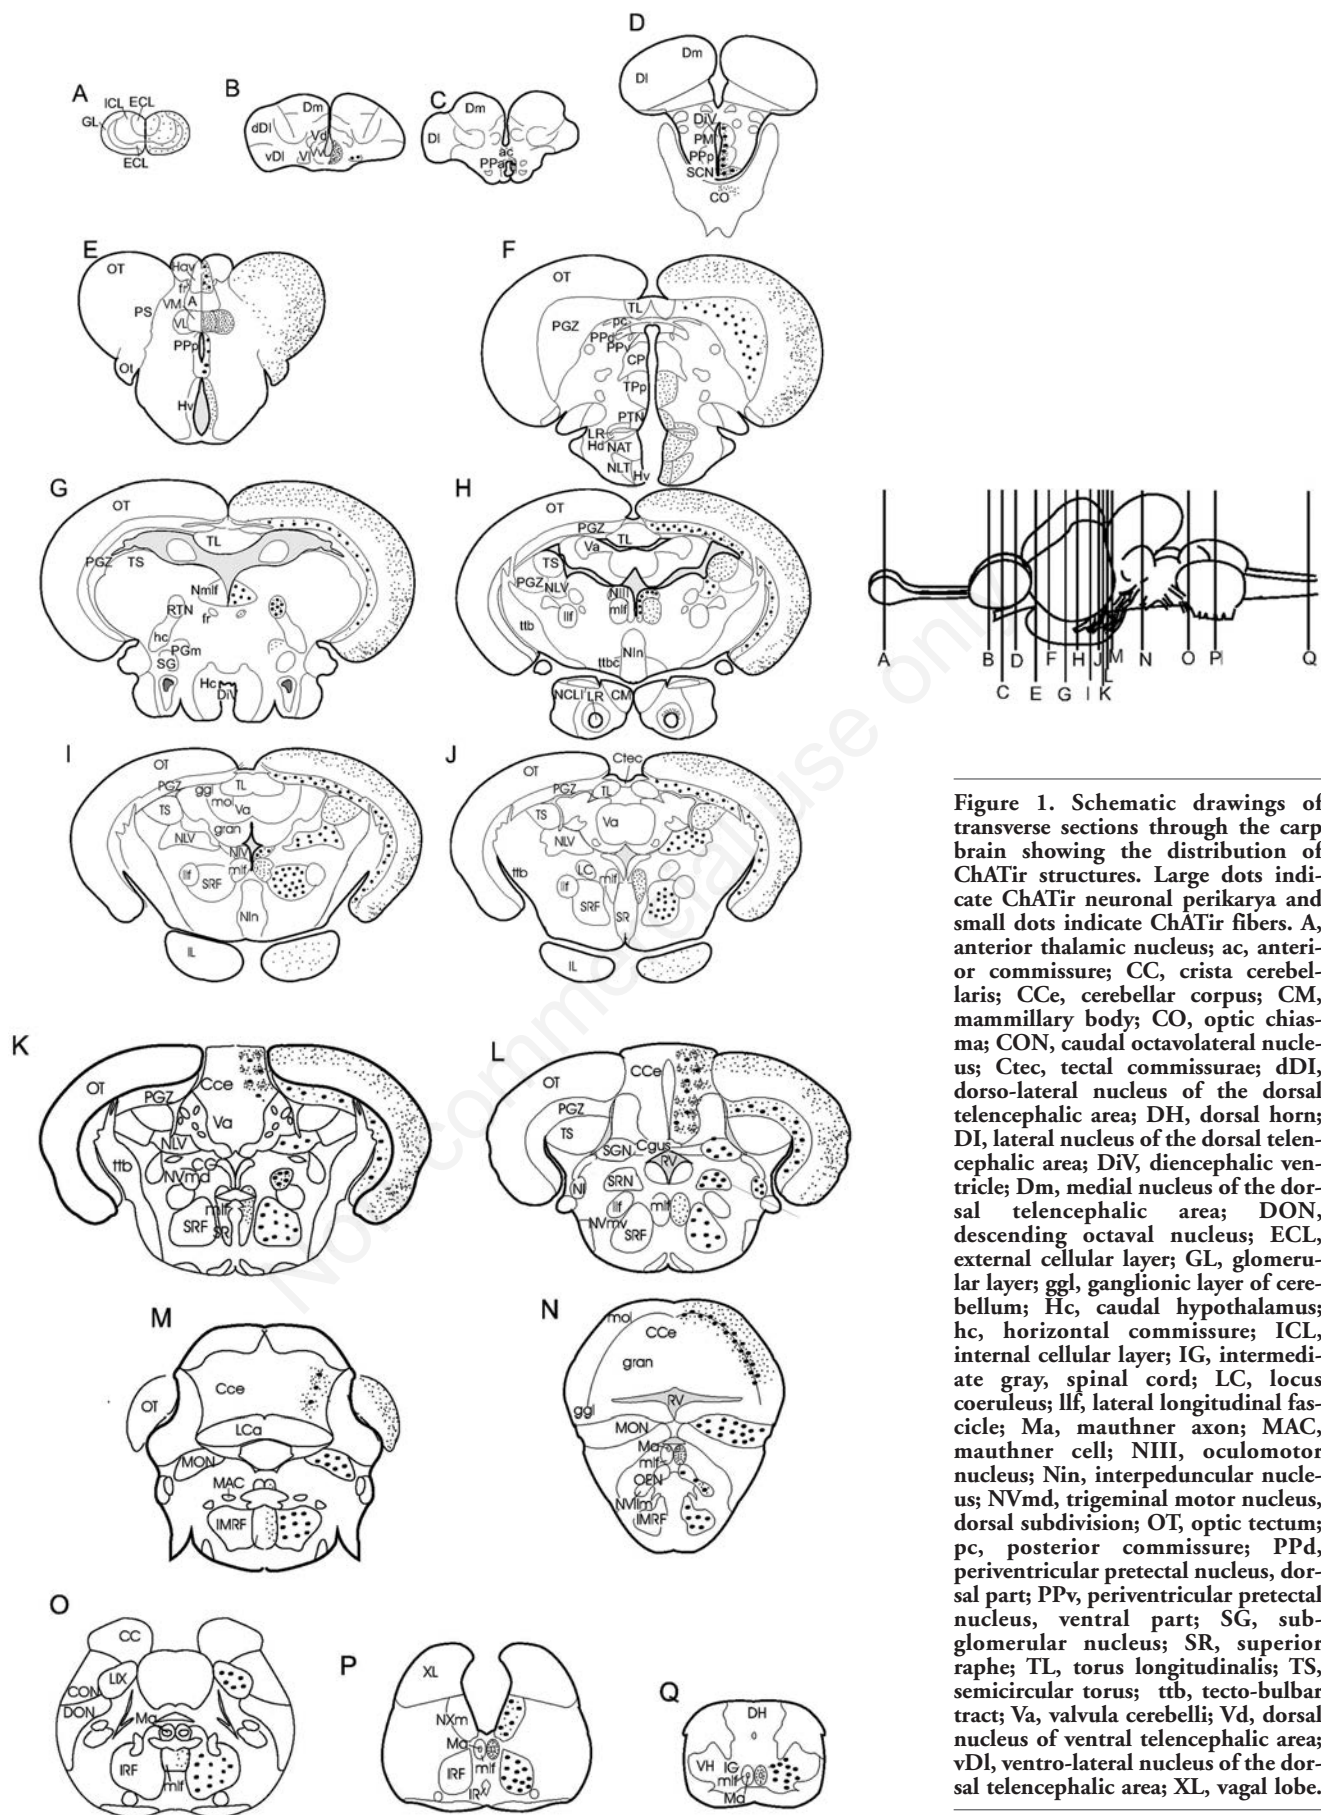 A
ICL ECL
GL
ECL
B
Dm
dDl
Vd
vDl Vl Vv
C
Dm
Dl
ac
PPa
D
Dm
Dl
DiV
PM
PPp
SCN
CO
E
OT
Hav
fr
A
VM
PS
VL
PPp
Ot
Hv
F
OT
TL
PGZ
pc
PPd
PPv
CP
TPp
PTN
LR
Hd NAT
NLT
Hv
G
OT
TL
PGZ TS
Nmlf
RTN
fr
hc
PGm
SG
Hc
DiV
H
OT
PGZ
TL
Va
TS
PGZ NLV
NIII
mlf
llf
ttb
NIn
ttbc
NCLI LR CM
I
OT
PGZ ggl TL
mol
TS Va
gran
NLV
NIV
mlf
llf
SRF
NIn
IL
J
Ctec
OT
PGZ
TL
TS Va
NLV
ttb
LC
mlf
llf
SRF SR
IL
A
B D F H J M N O P Q
L
C E G I K
K
OT
Cce
PGZ
Va
NLV
ttb CG
NVmd
mlf
SRF
SR
L
OT
CCe
PGZ
TS
SGN Cgus
RV
NI SRN
llf mlf
NVmv
SRF
M
Cce
OT
LCa
MON
MAC
IMRF
N
mol
CCe
gran
RV
ggl
MON
Ma
mlf
OEN
NVIIm
IMRF
O
CC
LIX
CON
DON
Ma
IRF
mlf
P
XL
NXm
Ma
mlf
IRF
IR
Q
DH
VH IG
mlf
Ma
Not commercial use only
Figure 1. Schematic drawings of
transverse sections through the carp
brain showing the distribution of
ChATir structures. Large dots indi-
cate ChATir neuronal perikarya and
small dots indicate ChATir fibers. A,
anterior thalamic nucleus; ac, anteri-
or commissure; CC, crista cerebel-
laris; CCe, cerebellar corpus; CM,
mammillary body; CO, optic chias-
ma; CON, caudal octavolateral nucle-
us; Ctec, tectal commissurae; dDI,
dorso-lateral nucleus of the dorsal
telencephalic area; DH, dorsal horn;
DI, lateral nucleus of the dorsal telen-
cephalic area; DiV, diencephalic ven-
tricle; Dm, medial nucleus of the dor-
sal telencephalic area; DON,
descending octaval nucleus; ECL,
external cellular layer; GL, glomeru-
lar layer; ggl, ganglionic layer of cere-
bellum; Hc, caudal hypothalamus;
hc, horizontal commissure; ICL,
internal cellular layer; IG, intermedi-
ate gray, spinal cord; LC, locus
coeruleus; llf, lateral longitudinal fas-
cicle; Ma, mauthner axon; MAC,
mauthner cell; NIII, oculomotor
nucleus; Nin, interpeduncular nucle-
us; NVmd, trigeminal motor nucleus,
dorsal subdivision; OT, optic tectum;
pc, posterior commissure; PPd,
periventricular pretectal nucleus, dor-
sal part; PPv, periventricular pretectal
nucleus, ventral part; SG, sub-
glomerular nucleus; SR, superior
raphe; TL, torus longitudinalis; TS,
semicircular torus; ttb, tecto-bulbar
tract; Va, valvula cerebelli; Vd, dorsal
nucleus of ventral telencephalic area;
vDl, ventro-lateral nucleus of the dor-
sal telencephalic area; XL, vagal lobe.